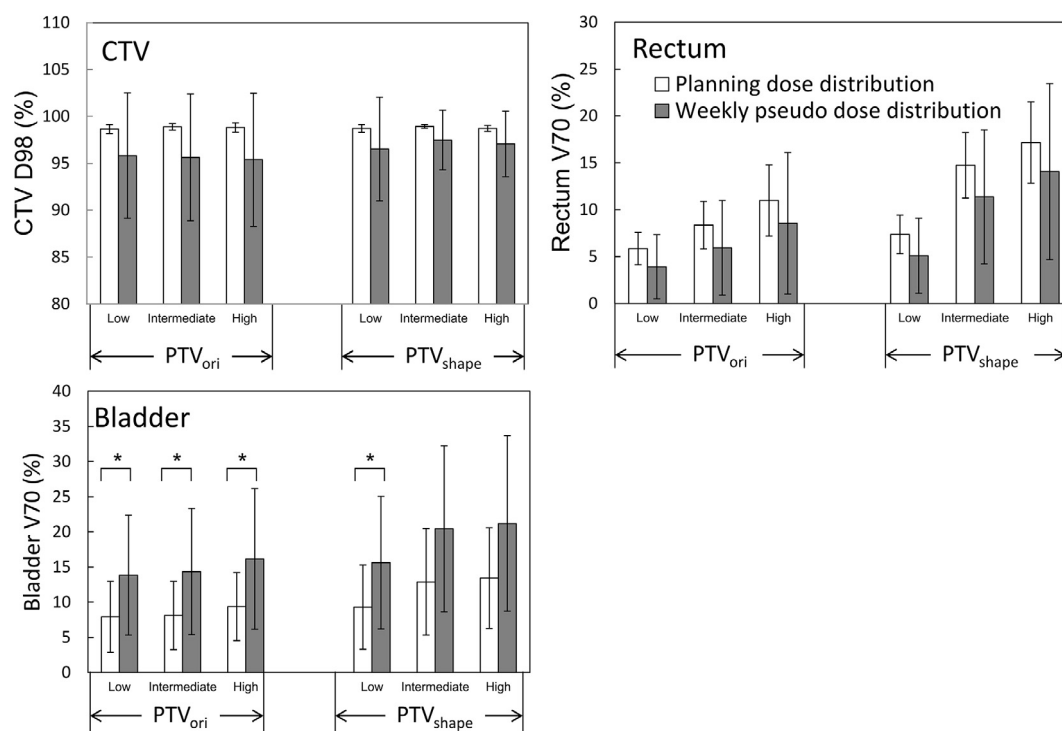 CTV
CTV D98 (%)
110
105
100
95
90
85
80
Low Intermediate High Low Intermediate High
PTVori PTVshape
Rectum
Planning dose distribution
Weekly pseudo dose distribution
Rectum V70 (%)
30
25
20
15
10
5
0
Low Intermediate High Low Intermediate High
PTVori PTVshape
Bladder
Bladder V70 (%)
40
35
30
25
20
15
10
5
0
* * * *
Low Intermediate High Low Intermediate High
PTVori PTVshape